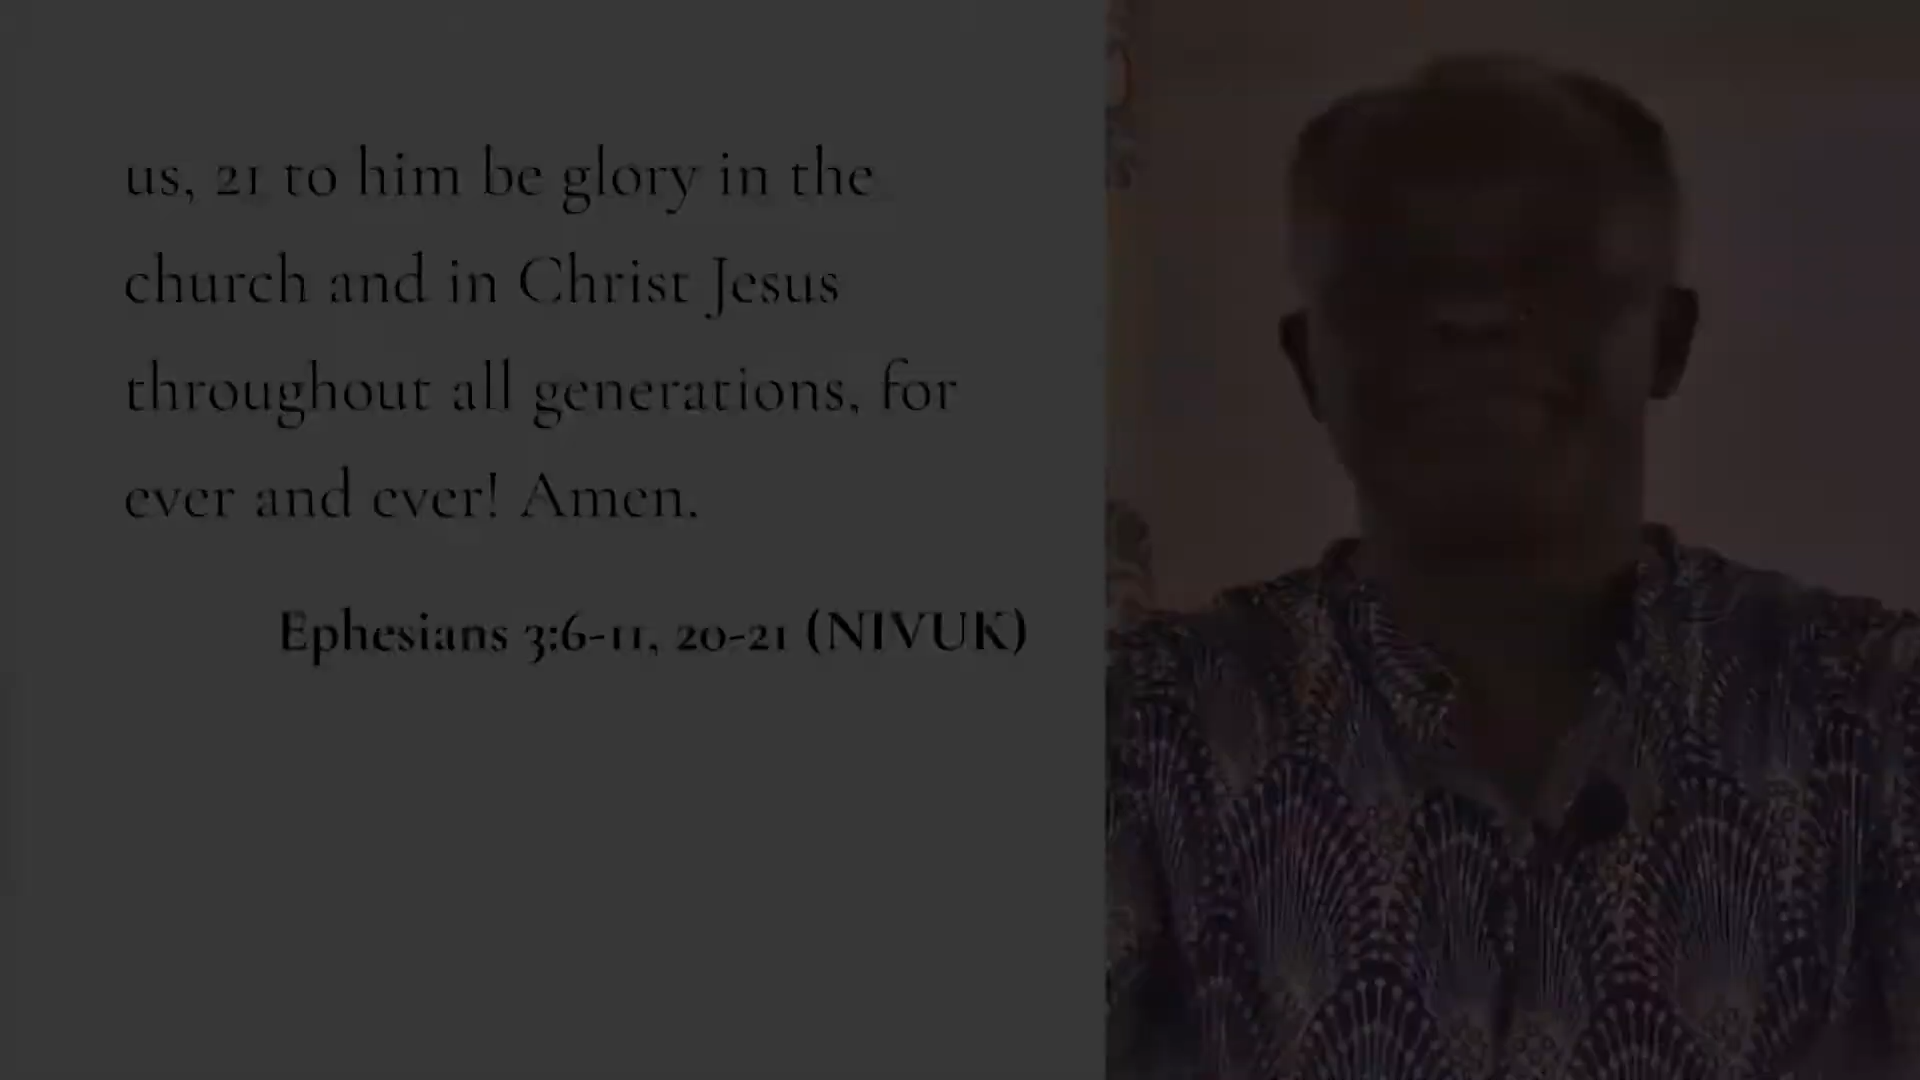 us, 21 to him be glory in the
church and in Christ Jesus
throughout all generations, for
ever and ever! Amen.
Ephesians 3:6-11, 20-21 (NIVUK)